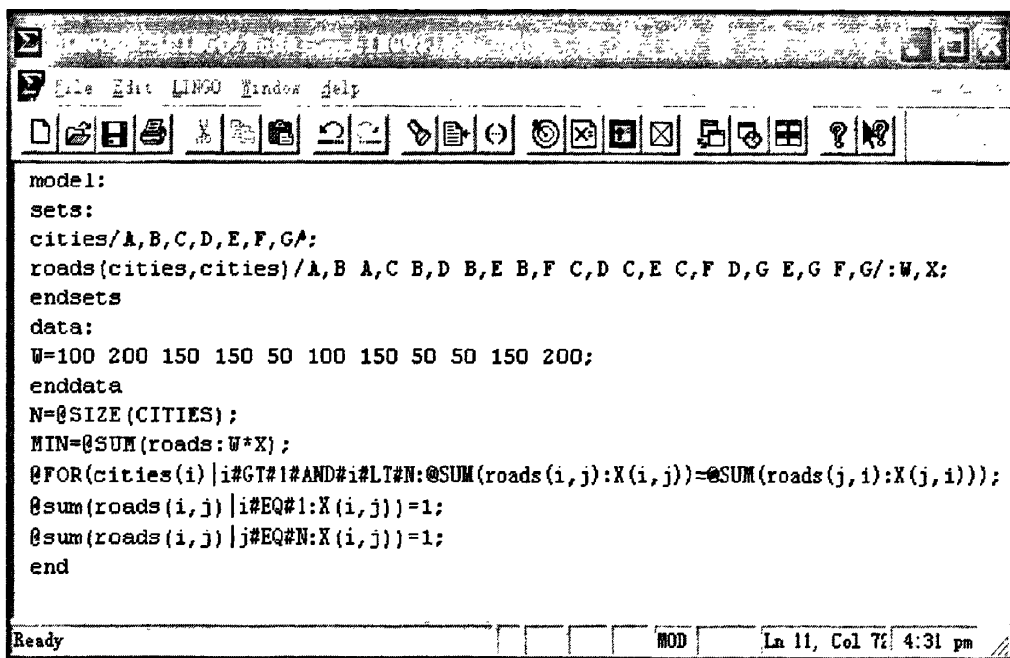 File Edit LINGO Window Help
model:
sets:
cities/A,B,C,D,E,F,G/;
roads(cities,cities)/A,B A,C B,D B,E B,F C,D C,E C,F D,G E,G F,G/:W,X;
endsets
data:
W=100 200 150 150 50 100 150 50 50 150 200;
enddata
N=@SIZE(CITIES);
MIN=@SUM(roads:W*X);
@FOR(cities(i)|i#GT#1#AND#i#LT#N:@SUM(roads(i,j):X(i,j))=@SUM(roads(j,i):X(j,i)));
@sum(roads(i,j)|i#EQ#1:X(i,j))=1;
@sum(roads(i,j)|j#EQ#N:X(i,j))=1;
end
Ready MOD Ln 11, Col 4:31 pm